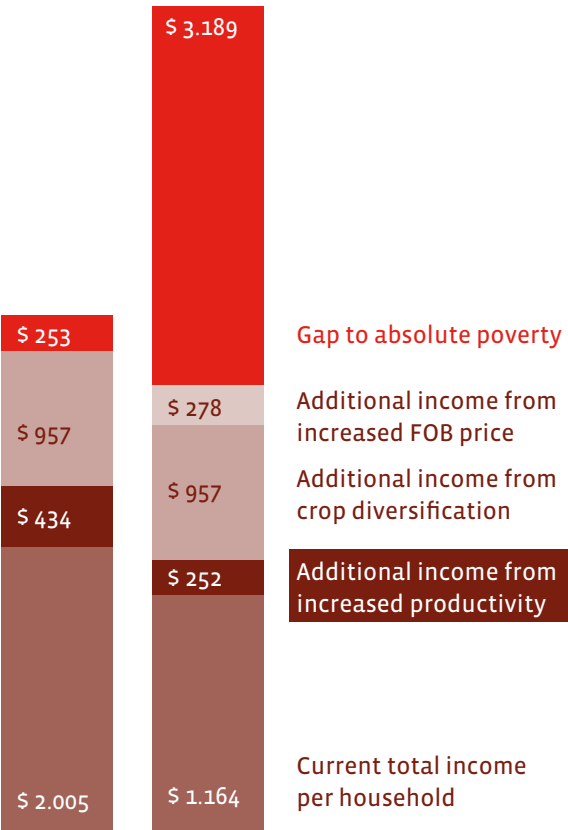 $ 3.189
$ 253
Gap to absolute poverty
$ 278
Additional income from
increased FOB price
$ 957
$ 957
Additional income from
crop diversification
$ 434
$ 252
Additional income from
increased productivity
$ 2.005
$ 1.164
Current total income
per household